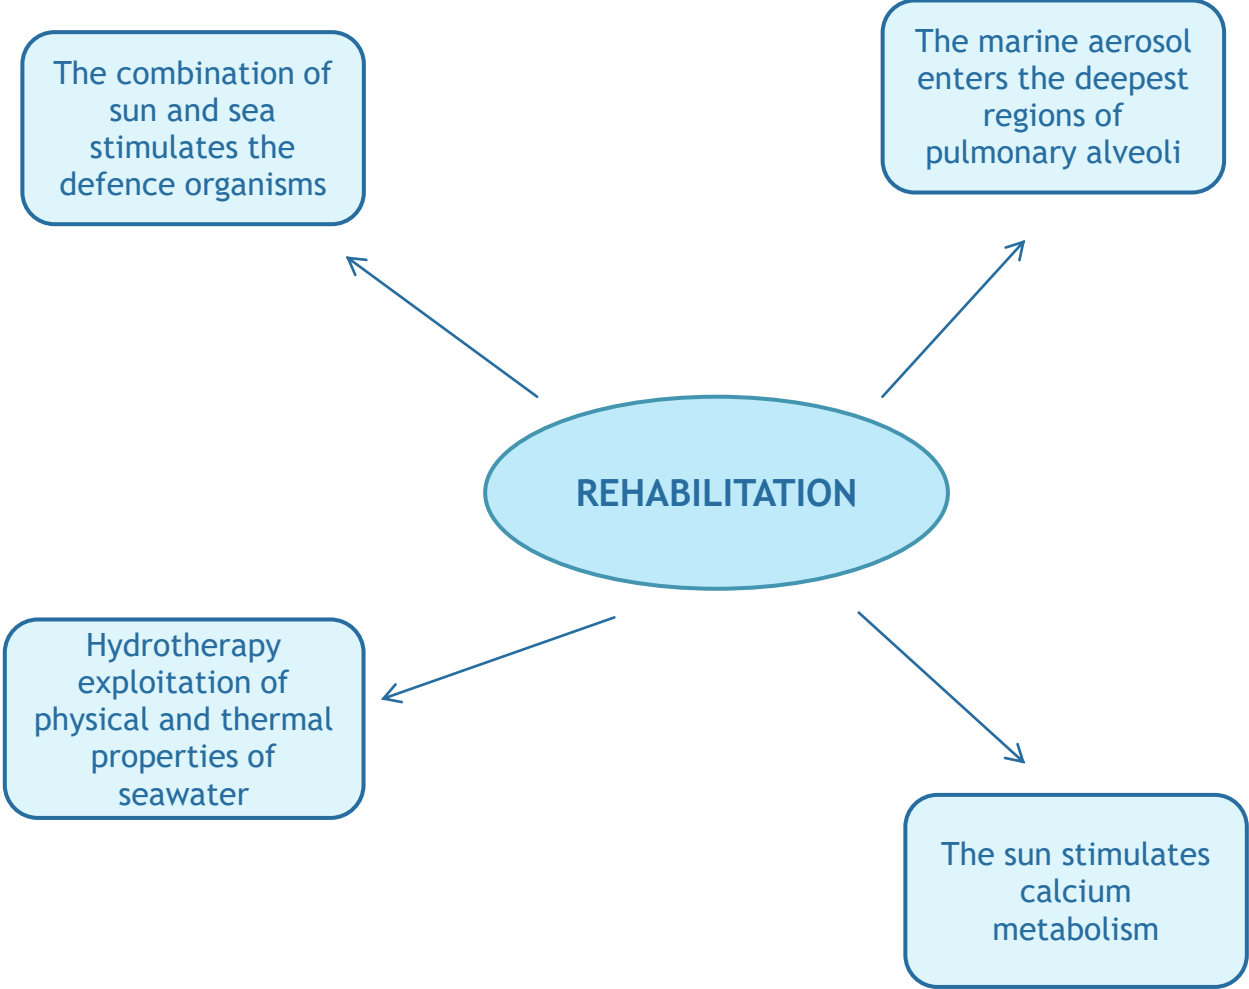 The combination of
sun and sea
stimulates the
defence organisms
The marine aerosol
enters the deepest
regions of
pulmonary alveoli
REHABILITATION
Hydrotherapy
exploitation of
physical and thermal
properties of
seawater
The sun stimulates
calcium
metabolism